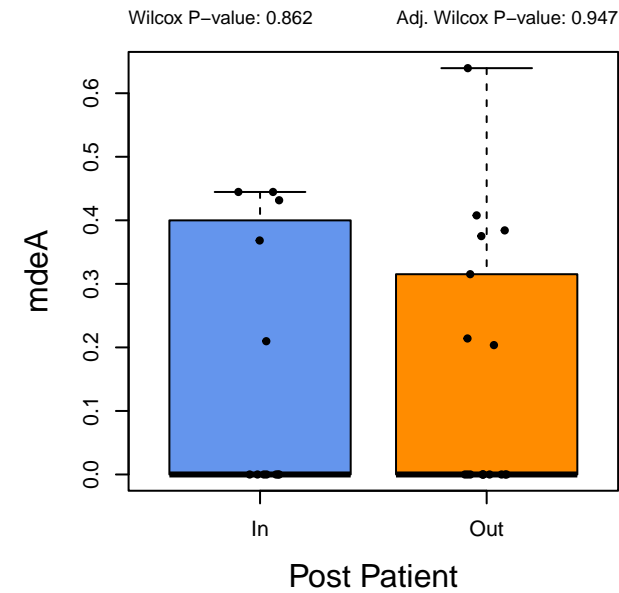 Wilcox P−value: 0.862
Adj. Wilcox P−value: 0.947
mdeA
0.6
0.5
0.4
0.3
0.2
0.1
0.0
In
Out
Post Patient